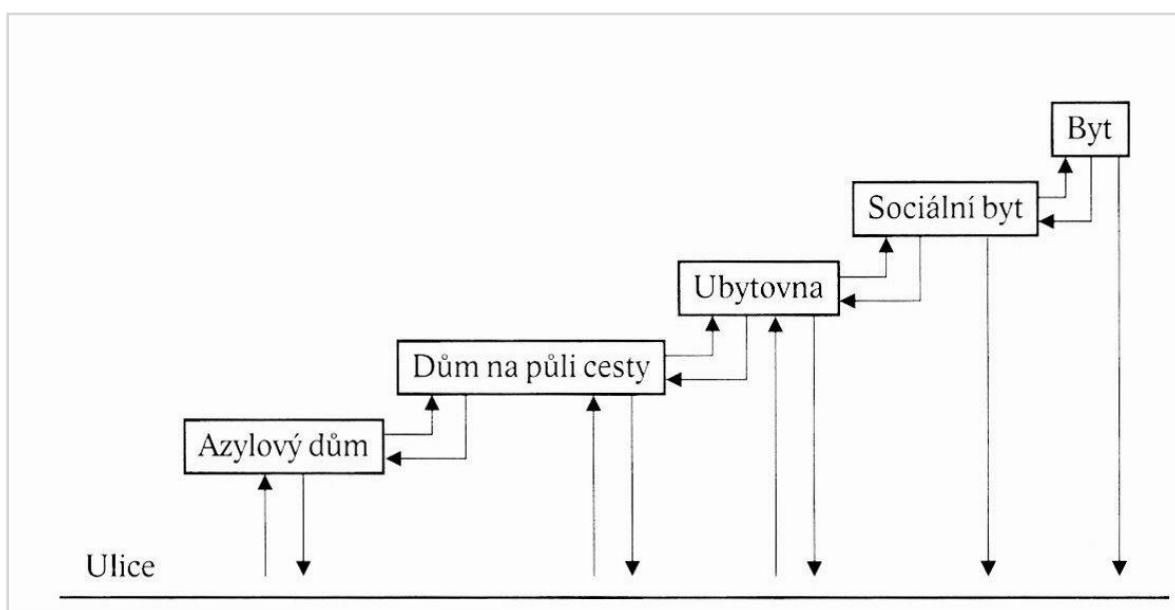 Byt
Sociální byt
Ubytovna
Dům na půli cesty
Azylový dům
Ulice